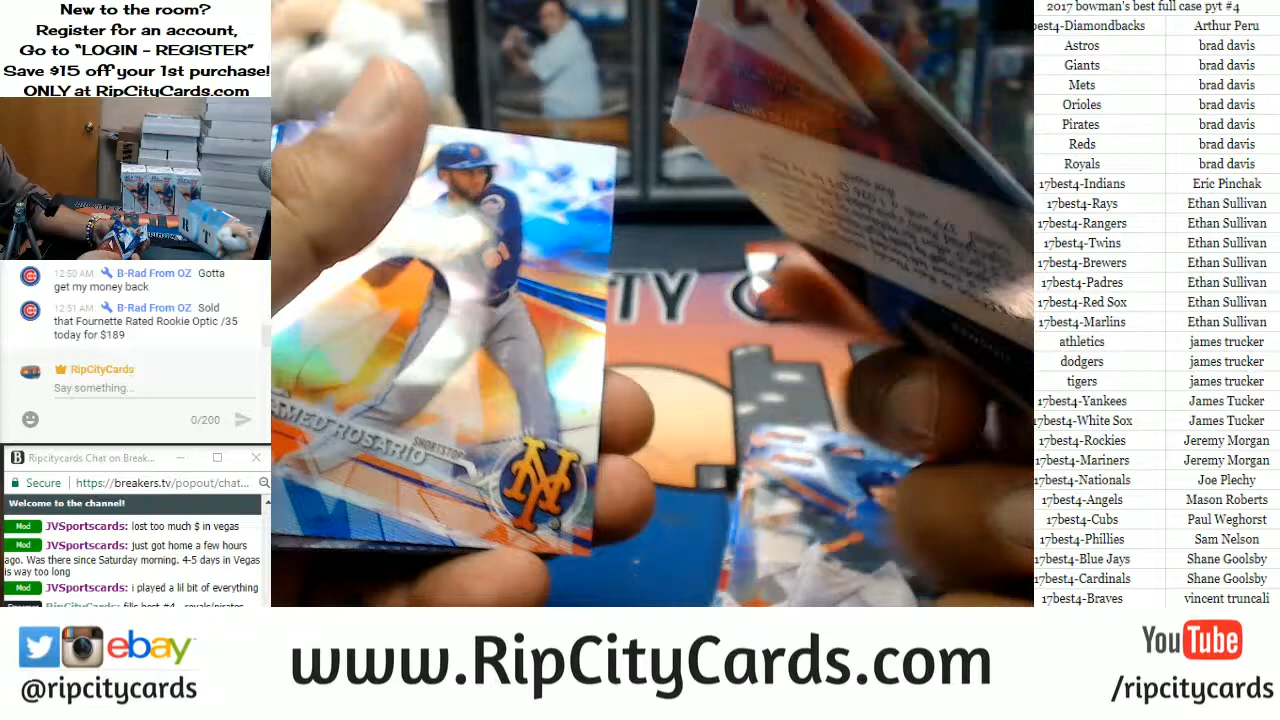 New to the room?
Register for an account,
Go to “LOGIN – REGISTER”
Save $15 off your 1st purchase!
ONLY at RipCityCards.com
12:50 AM B-Rad From OZ Gotta
get my money back
12:51 AM B-Rad From OZ Sold
that Fournette Rated Rookie Optic /35
today for $189
RipCityCards
Say something...
0/200
Ripcitycards Chat on Break...
Secure https://breakers.tv/popout/chat...
Welcome to the channel!
Mod JVSportscards: lost too much $ in vegas
Mod JVSportscards: just got home a few hours
ago. Was there since Saturday morning. 4-5 days in Vegas
is way too long
Mod JVSportscards: i played a lil bit of everything
AMED ROSARIO
SHORTSTOP
NY
TY C
R T
2017 bowman's best full case pyt #4
best4-Diamondbacks Arthur Peru
Astros brad davis
Giants brad davis
Mets brad davis
Orioles brad davis
Pirates brad davis
Reds brad davis
Royals brad davis
17best4-Indians Eric Pinchak
17best4-Rays Ethan Sullivan
17best4-Rangers Ethan Sullivan
17best4-Twins Ethan Sullivan
17best4-Brewers Ethan Sullivan
17best4-Padres Ethan Sullivan
17best4-Red Sox Ethan Sullivan
17best4-Marlins Ethan Sullivan
athletics james trucker
dodgers james trucker
tigers james trucker
17best4-Yankees James Tucker
17best4-White Sox James Tucker
17best4-Rockies Jeremy Morgan
17best4-Mariners Jeremy Morgan
17best4-Nationals Joe Plechy
17best4-Angels Mason Roberts
17best4-Cubs Paul Weghorst
17best4-Phillies Sam Nelson
17best4-Blue Jays Shane Goolsby
17best4-Cardinals Shane Goolsby
17best4-Braves vincent truncali
ebay
@ripcitycards
www.RipCityCards.com
YouTube
/ripcitycards